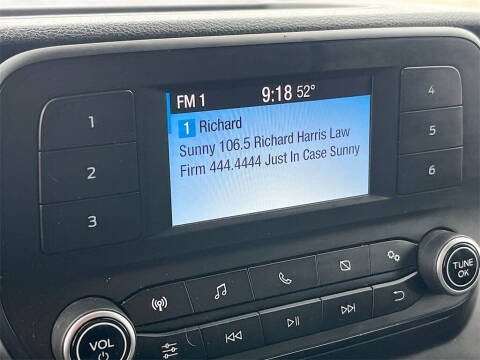 FM 1 9:18 52°
1 Richard
Sunny 106.5 Richard Harris Law
Firm 444.4444 Just In Case Sunny
1
2
3
4
5
6
VOL
TUNE
OK